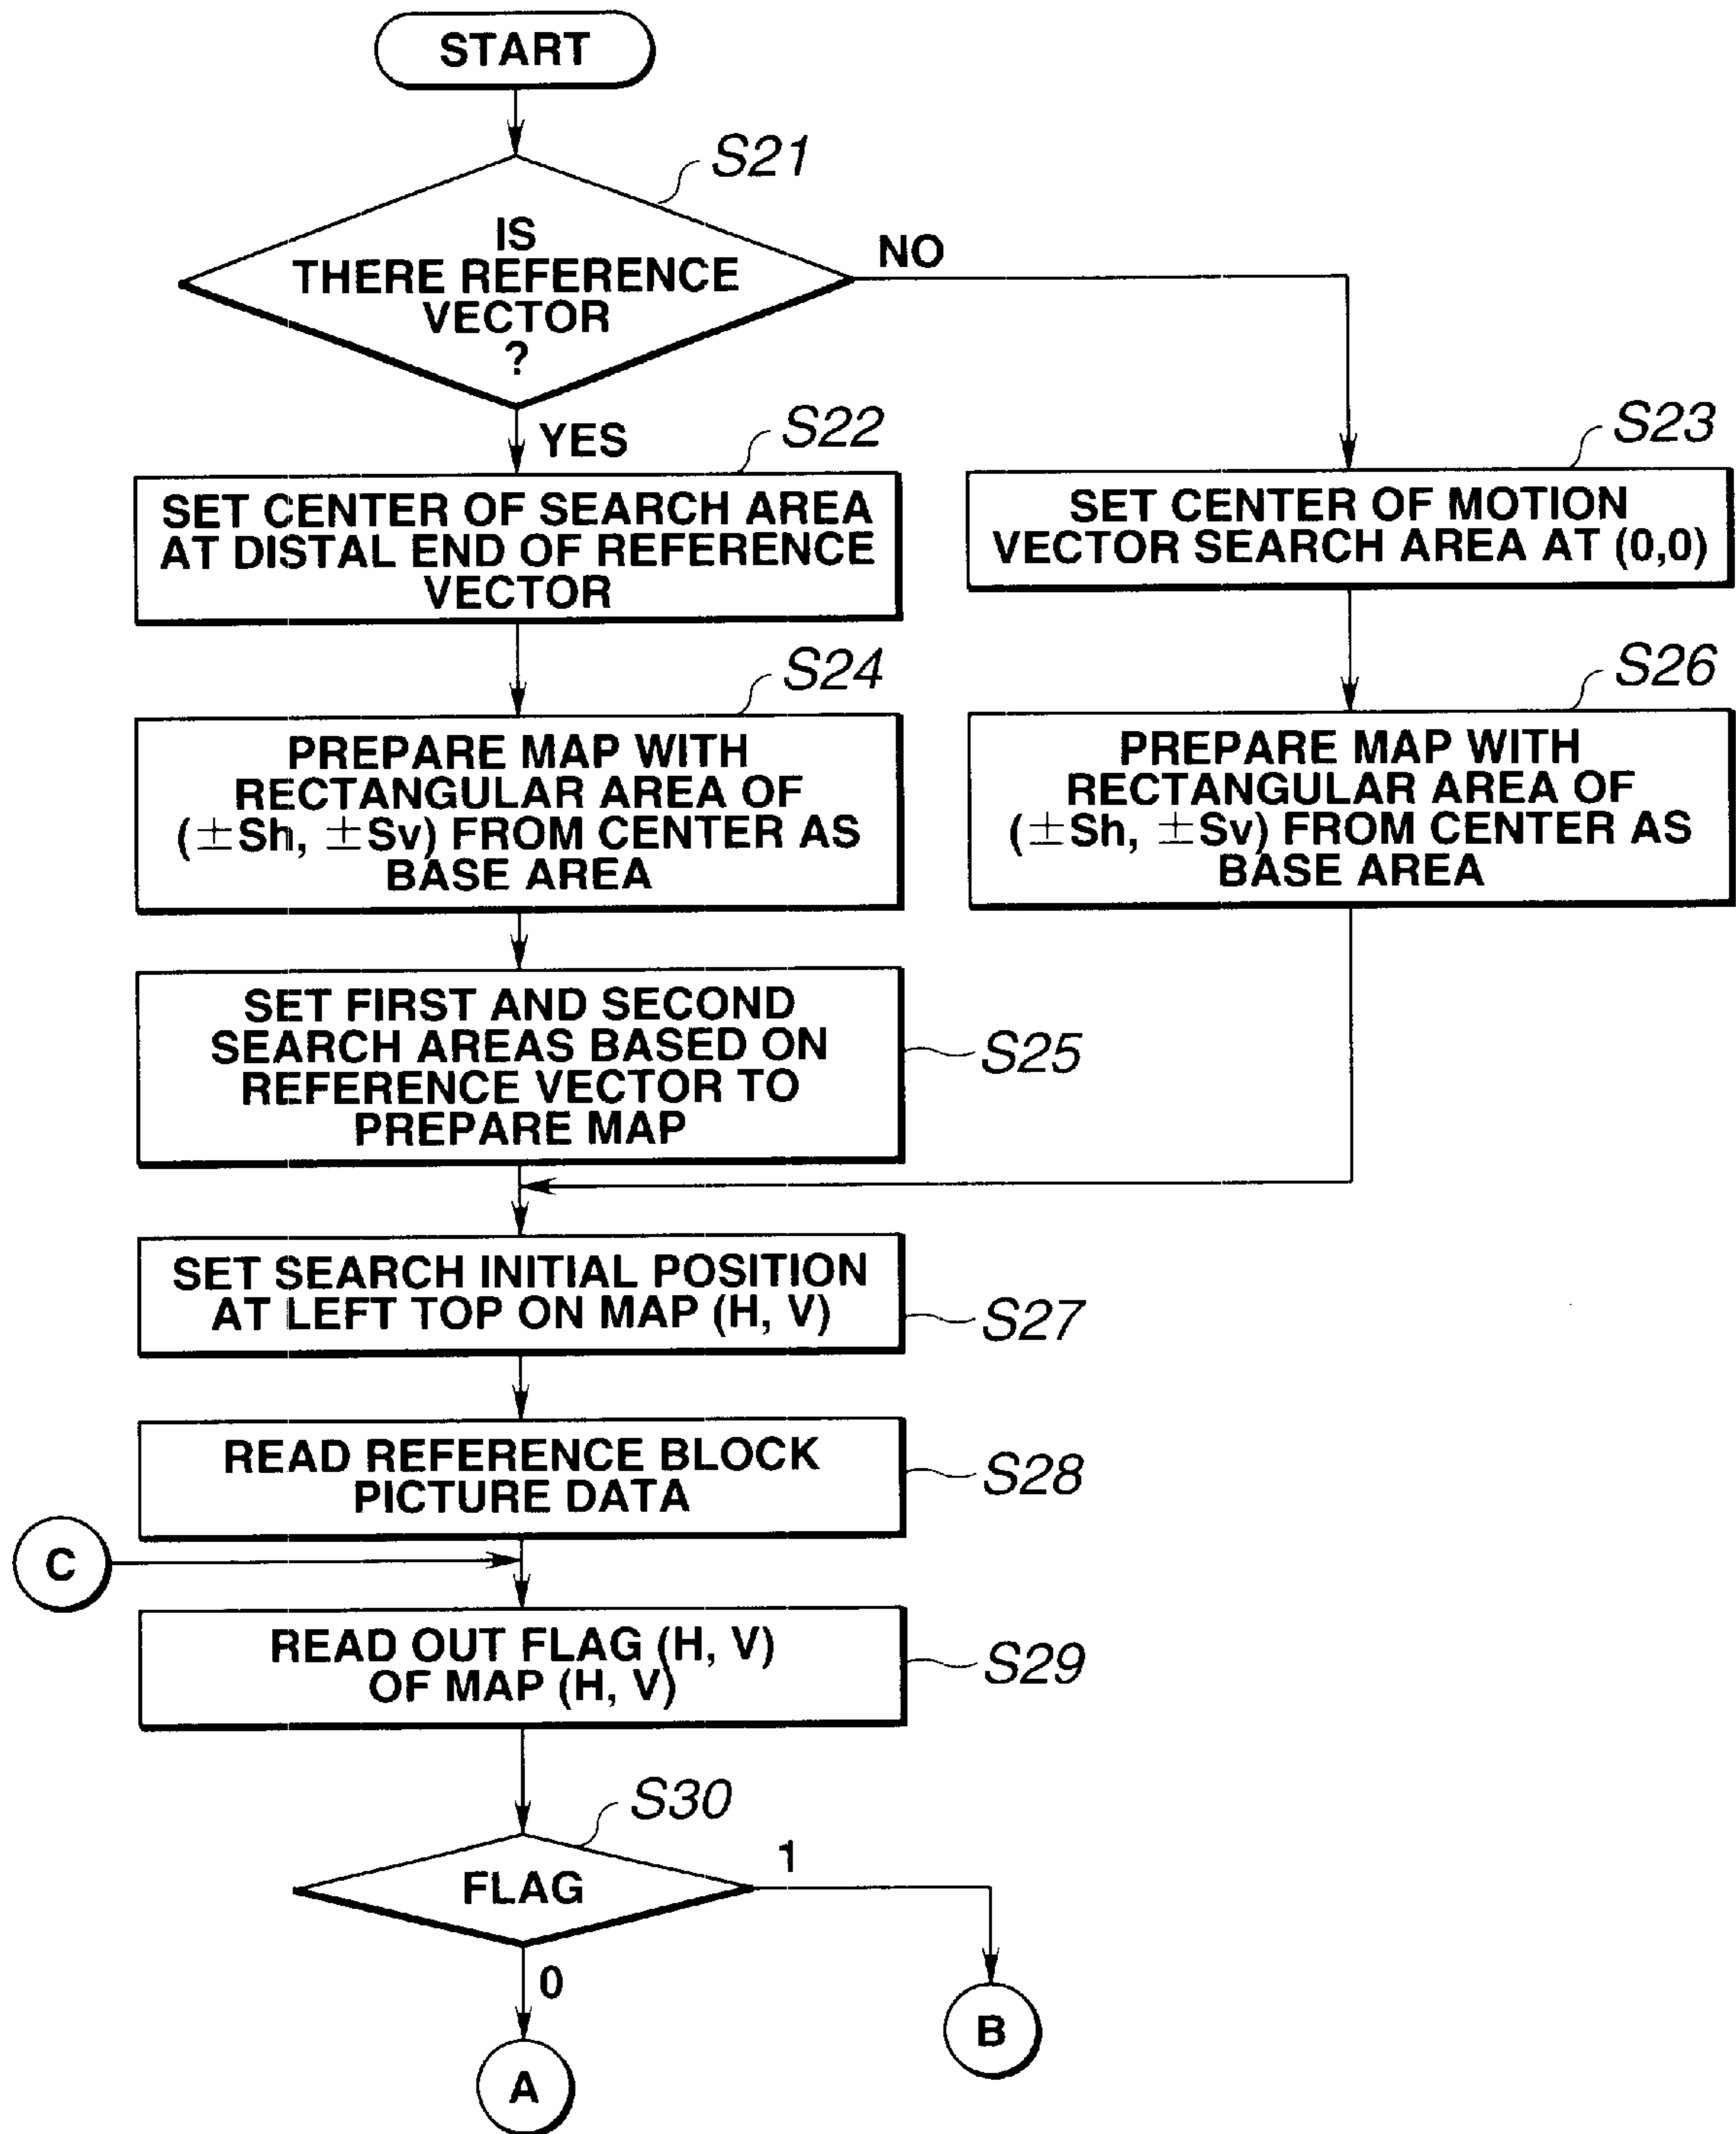 START
S21
IS
THERE REFERENCE
VECTOR
?
NO
YES
S22
SET CENTER OF SEARCH AREA
AT DISTAL END OF REFERENCE
VECTOR
S23
SET CENTER OF MOTION
VECTOR SEARCH AREA AT (0,0)
S24
PREPARE MAP WITH
RECTANGULAR AREA OF
(±Sh, ±Sv) FROM CENTER AS
BASE AREA
S26
PREPARE MAP WITH
RECTANGULAR AREA OF
(±Sh, ±Sv) FROM CENTER AS
BASE AREA
SET FIRST AND SECOND
SEARCH AREAS BASED ON
REFERENCE VECTOR TO
PREPARE MAP
S25
SET SEARCH INITIAL POSITION
AT LEFT TOP ON MAP (H, V)
S27
READ REFERENCE BLOCK
PICTURE DATA
S28
C
READ OUT FLAG (H, V)
OF MAP (H, V)
S29
S30
FLAG
1
0
B
A